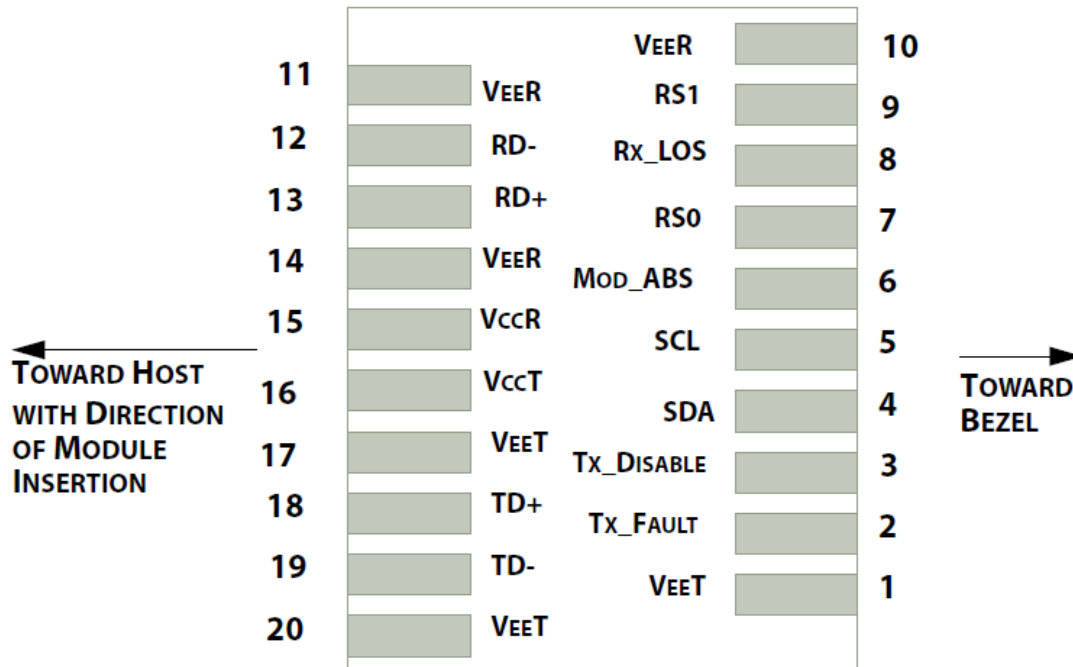 VEER 10
11 VEER
RS1 9
12 RD-
Rx_LOS 8
13 RD+
RS0 7
14 VEER
MOD_ABS 6
15 VCCR
SCL 5
TOWARD HOST
WITH DIRECTION
OF MODULE
INSERTION
16 VCCT
TOWARD
BEZEL
SDA 4
17 VEET
TX_DISABLE 3
18 TD+
TX_FAULT 2
19 TD-
VEET 1
20 VEET